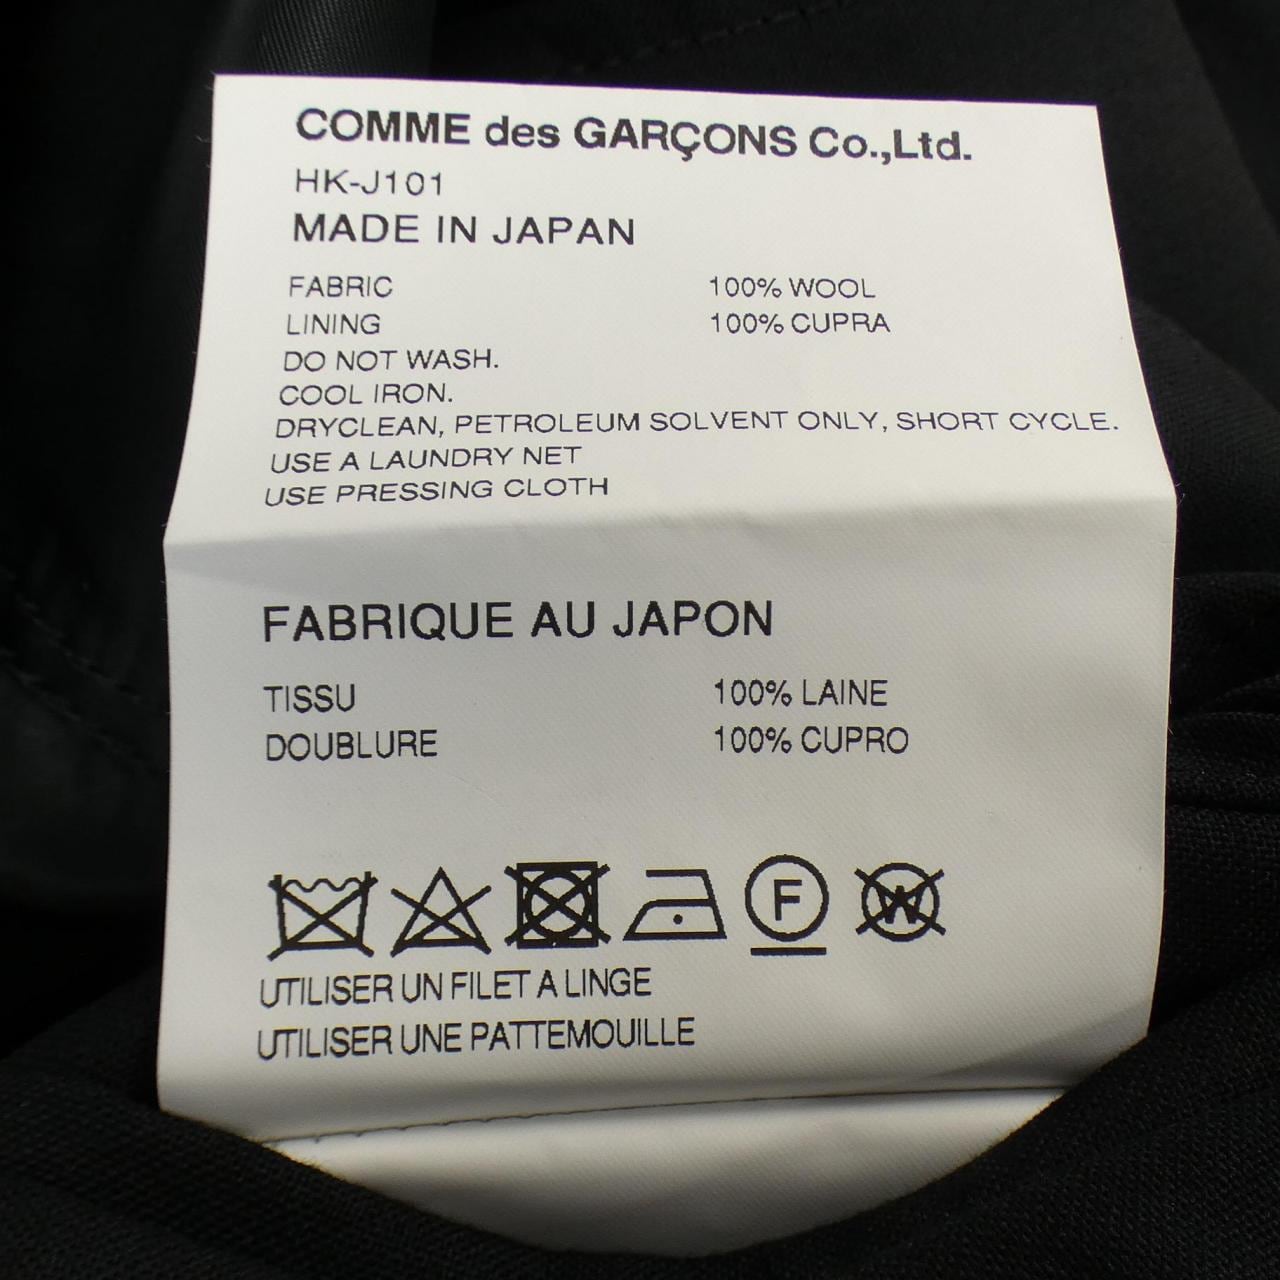 COMME des GARÇONS Co.,Ltd.
HK-J101
MADE IN JAPAN
FABRIC 100% WOOL
LINING 100% CUPRA
DO NOT WASH.
COOL IRON.
DRYCLEAN, PETROLEUM SOLVENT ONLY, SHORT CYCLE.
USE A LAUNDRY NET
USE PRESSING CLOTH
FABRIQUE AU JAPON
TISSU 100% LAINE
DOUBLURE 100% CUPRO
F W
UTILISER UN FILET A LINGE
UTILISER UNE PATTEMOUILLE